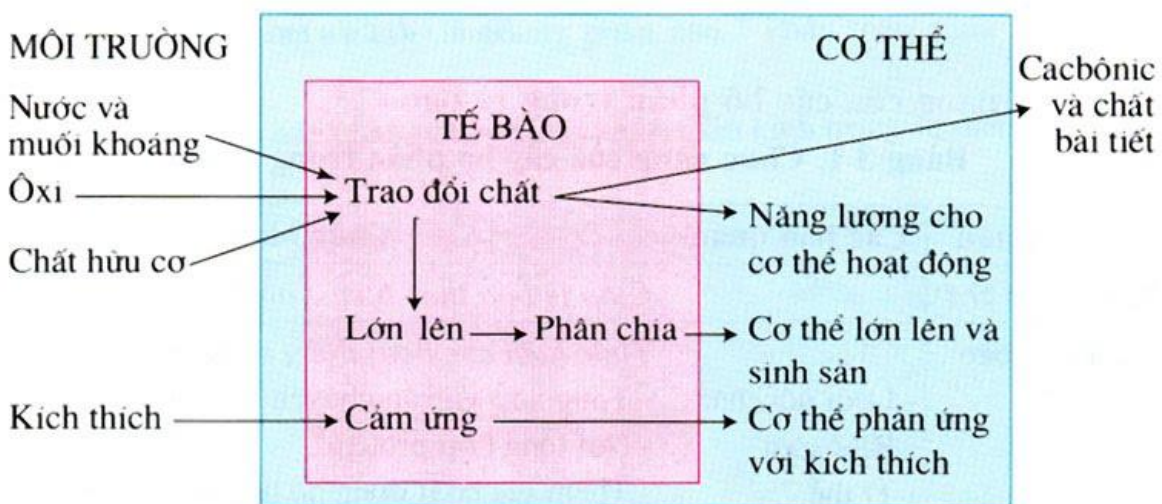 MÔI TRƯỜNG
CƠ THỂ
Cacbônic
và chất
bài tiết
Nước và
muối khoáng
TẾ BÀO
Ôxi
Trao đổi chất
Năng lượng cho
cơ thể hoạt động
Chất hữu cơ
Lớn lên
Phân chia
Cơ thể lớn lên và
sinh sản
Kích thích
Cảm ứng
Cơ thể phản ứng
với kích thích